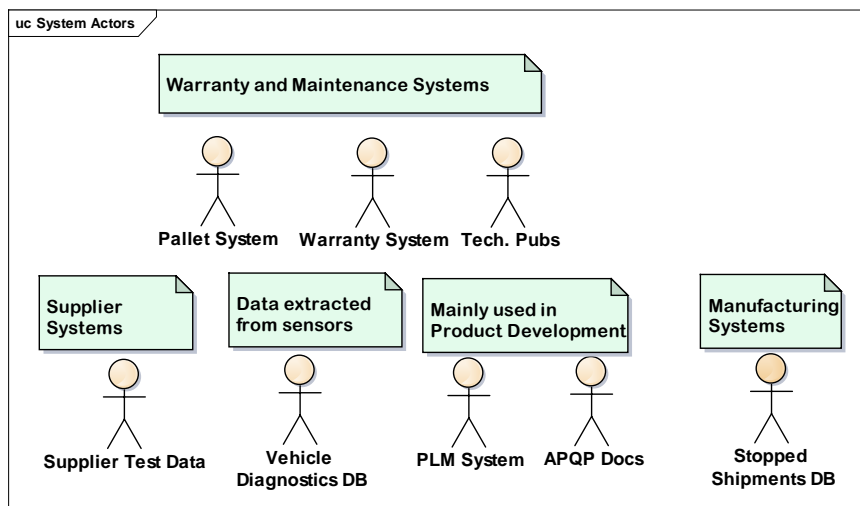 uc System Actors
Warranty and Maintenance Systems
Pallet System
Warranty System
Tech. Pubs
Supplier
Systems
Data extracted
from sensors
Mainly used in
Product Development
Manufacturing
Systems
Supplier Test Data
Vehicle
Diagnostics DB
PLM System
APQP Docs
Stopped
Shipments DB